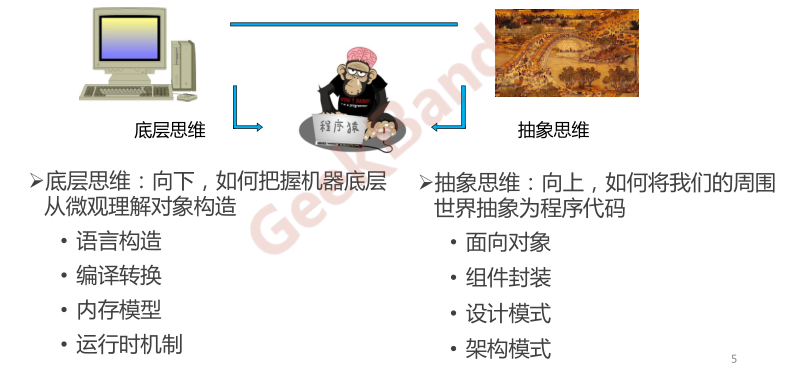 底层思维
程序猿
抽象思维
GeekBand
➢底层思维：向下，如何把握机器底层
从微观理解对象构造
• 语言构造
• 编译转换
• 内存模型
• 运行时机制
➢抽象思维：向上，如何将我们的周围
世界抽象为程序代码
• 面向对象
• 组件封装
• 设计模式
• 架构模式
5